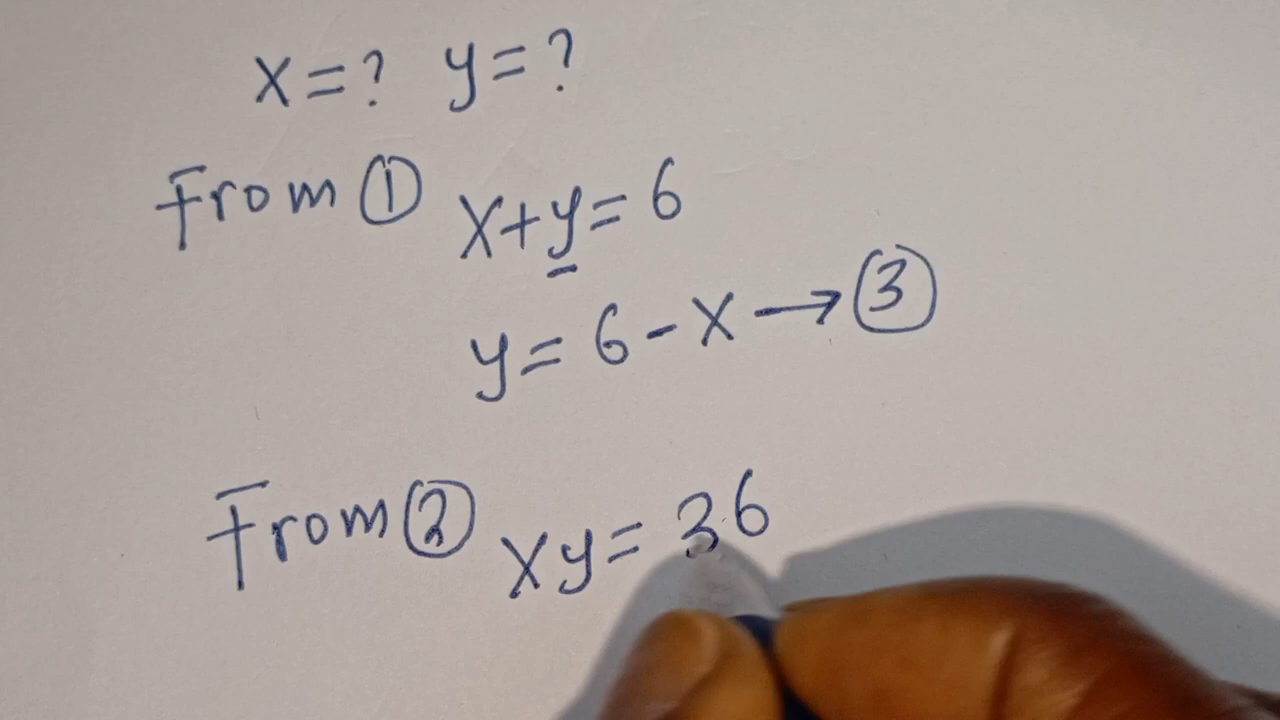 x=? y=?
From ① x+y=6
y=6-x→③
From ② xy=36